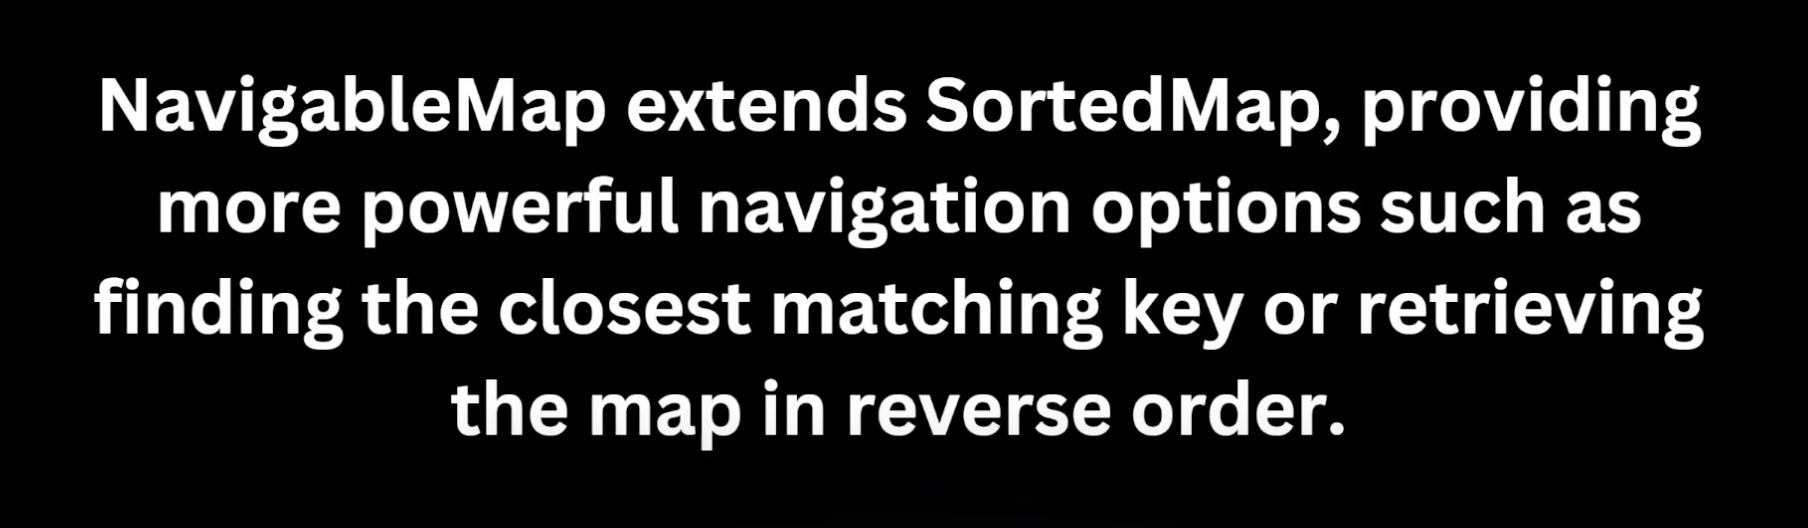 NavigableMap extends SortedMap, providing
more powerful navigation options such as
finding the closest matching key or retrieving
the map in reverse order.